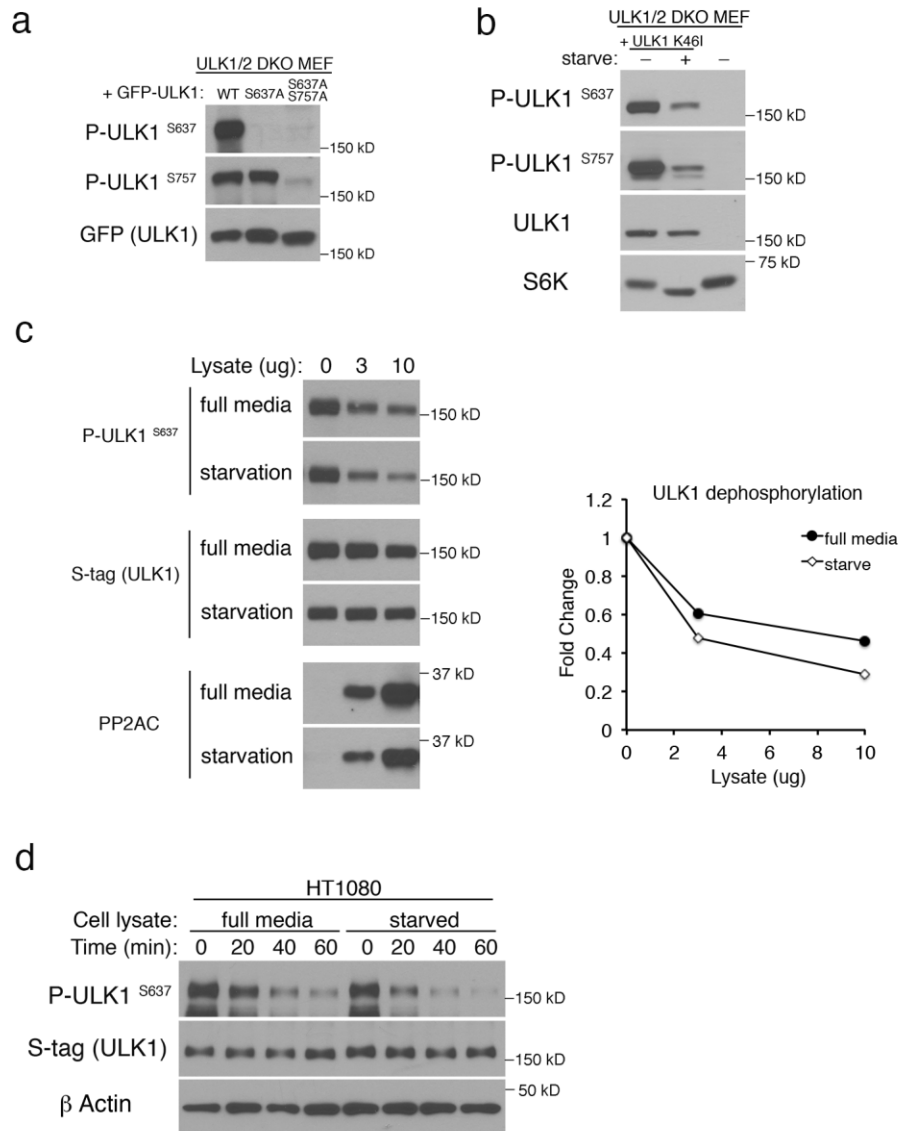 a
ULK1/2 DKO MEF
+ GFP-ULK1: WT S637A S637A S757A
P-ULK1 S637
150 kD
P-ULK1 S757
150 kD
GFP (ULK1)
150 kD
b
ULK1/2 DKO MEF
+ ULK1 K46I
starve: – + –
P-ULK1 S637
150 kD
P-ULK1 S757
150 kD
ULK1
150 kD
75 kD
S6K
c
Lysate (ug): 0 3 10
P-ULK1 S637
full media
150 kD
starvation
150 kD
S-tag (ULK1)
full media
150 kD
starvation
150 kD
PP2AC
full media
37 kD
starvation
37 kD
ULK1 dephosphorylation
full media
starve
Fold Change
1.2
1
0.8
0.6
0.4
0.2
0
0 2 4 6 8 10
Lysate (ug)
d
HT1080
Cell lysate: full media starved
Time (min): 0 20 40 60 0 20 40 60
P-ULK1 S637
150 kD
S-tag (ULK1)
150 kD
50 kD
β Actin